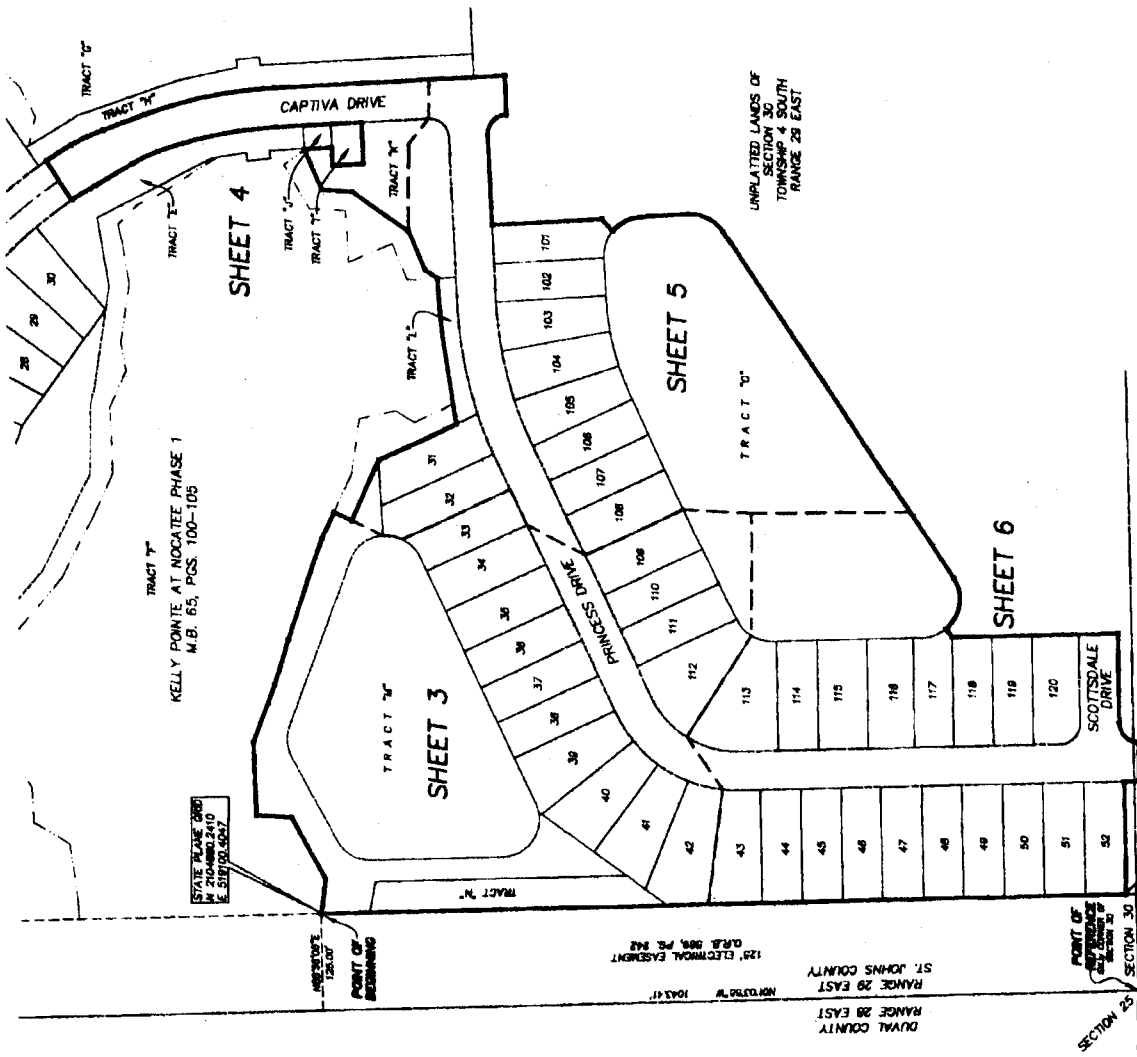 TRACT "G"
TRACT "H"
CAPTIVA DRIVE
UNPLATTED LANDS OF
SECTION 30
TOWNSHIP 4 SOUTH
RANGE 29 EAST
TRACT "E"
SHEET 4
TRACT "J"
TRACT "I"
TRACT "K"
28
29
30
TRACT "L"
101
102
103
104
105
106
107
108
SHEET 5
TRACT "O"
KELLY POINTE AT NOCATEE PHASE 1
M.B. 65, PGS. 100-105
TRACT "F"
31
32
33
34
35
36
37
38
39
40
41
42
PRINCESS DRIVE
109
110
111
112
SHEET 6
TRACT "M"
SHEET 3
STATE PLANE GRID
POINT OF
BEGINNING
125.00'
TRACT "N"
113
114
115
116
117
118
119
120
SCOTTSDALE
DRIVE
43
44
45
46
47
48
49
50
51
52
125' ELECTRICAL EASEMENT
1043.41'
ST. JOHNS COUNTY
RANGE 29 EAST
RANGE 28 EAST
DUVAL COUNTY
POINT OF
REFERENCE
SECTION 30
SECTION 30
SECTION 25